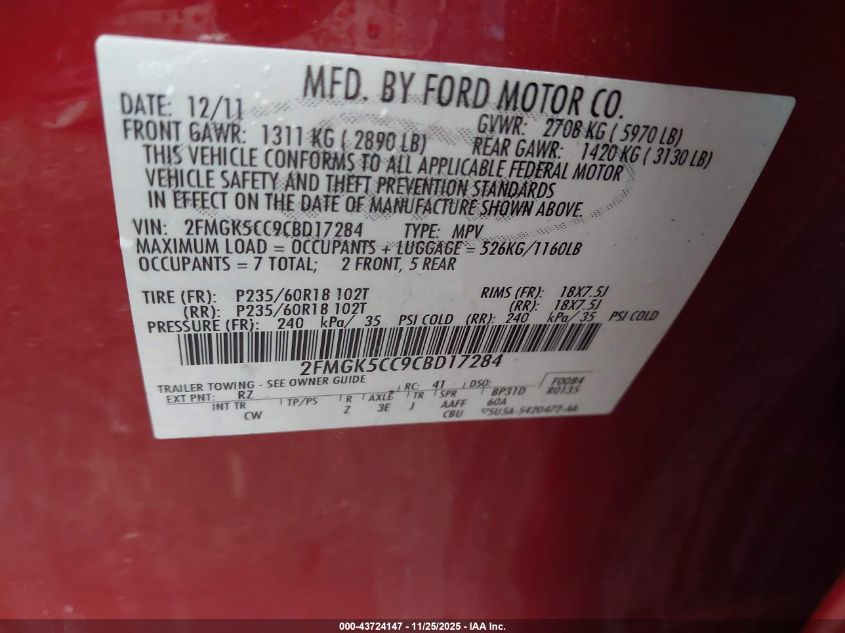 MFD. BY FORD MOTOR CO.
DATE: 12/11 GVWR: 2708 KG ( 5970 LB)
FRONT GAWR: 1311 KG ( 2890 LB) REAR GAWR: 1420 KG ( 3130 LB)
THIS VEHICLE CONFORMS TO ALL APPLICABLE FEDERAL MOTOR
VEHICLE SAFETY AND THEFT PREVENTION STANDARDS
IN EFFECT ON THE DATE OF MANUFACTURE SHOWN ABOVE.
VIN: 2FMGK5CC9CBD17284 TYPE: MPV
MAXIMUM LOAD = OCCUPANTS + LUGGAGE = 526KG/1160LB
OCCUPANTS = 7 TOTAL; 2 FRONT, 5 REAR
TIRE (FR): P235/60R18 102T RIMS (FR): 18X7.5J
(RR): P235/60R18 102T (RR): 18X7.5J
PRESSURE (FR): 240 kPa/ 35 PSI COLD (RR): 240 kPa/ 35 PSI COLD
2FMGK5CC9CBD17284
TRAILER TOWING - SEE OWNER GUIDE
EXT PNT: RZ RC: 41 DSO: F0084
INT TR TP/PS R AXLE TR SPR BP31D R0135
CW Z 3E J AAFF 60A
CBU 5U5A-5420472-AA
000-43724147 - 11/25/2025 - IAA Inc.